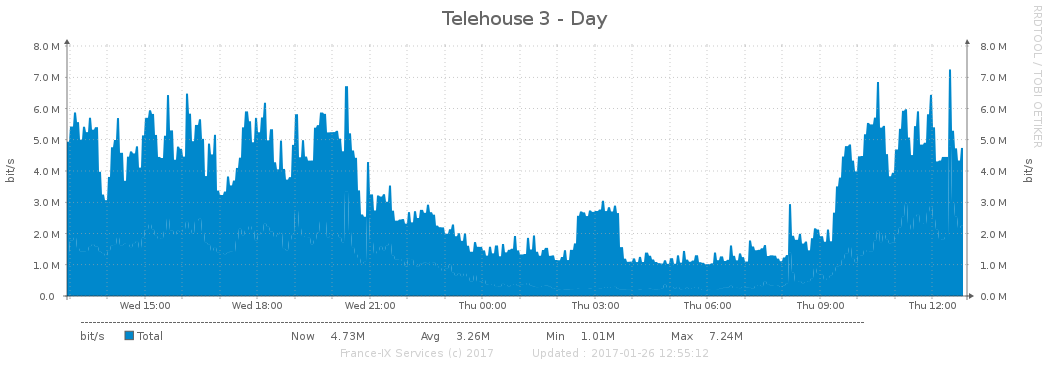 Telehouse 3 - Day
RRDTOOL / TOBI OETIKER
bit/s
8.0 M 8.0 M
7.0 M 7.0 M
6.0 M 6.0 M
5.0 M 5.0 M
4.0 M 4.0 M
3.0 M 3.0 M
2.0 M 2.0 M
1.0 M 1.0 M
0.0 0.0 M
bit/s
Wed 15:00 Wed 18:00 Wed 21:00 Thu 00:00 Thu 03:00 Thu 06:00 Thu 09:00 Thu 12:00
bit/s Total Now 4.73M Avg 3.26M Min 1.01M Max 7.24M
France-IX Services (c) 2017 Updated : 2017-01-26 12:55:12